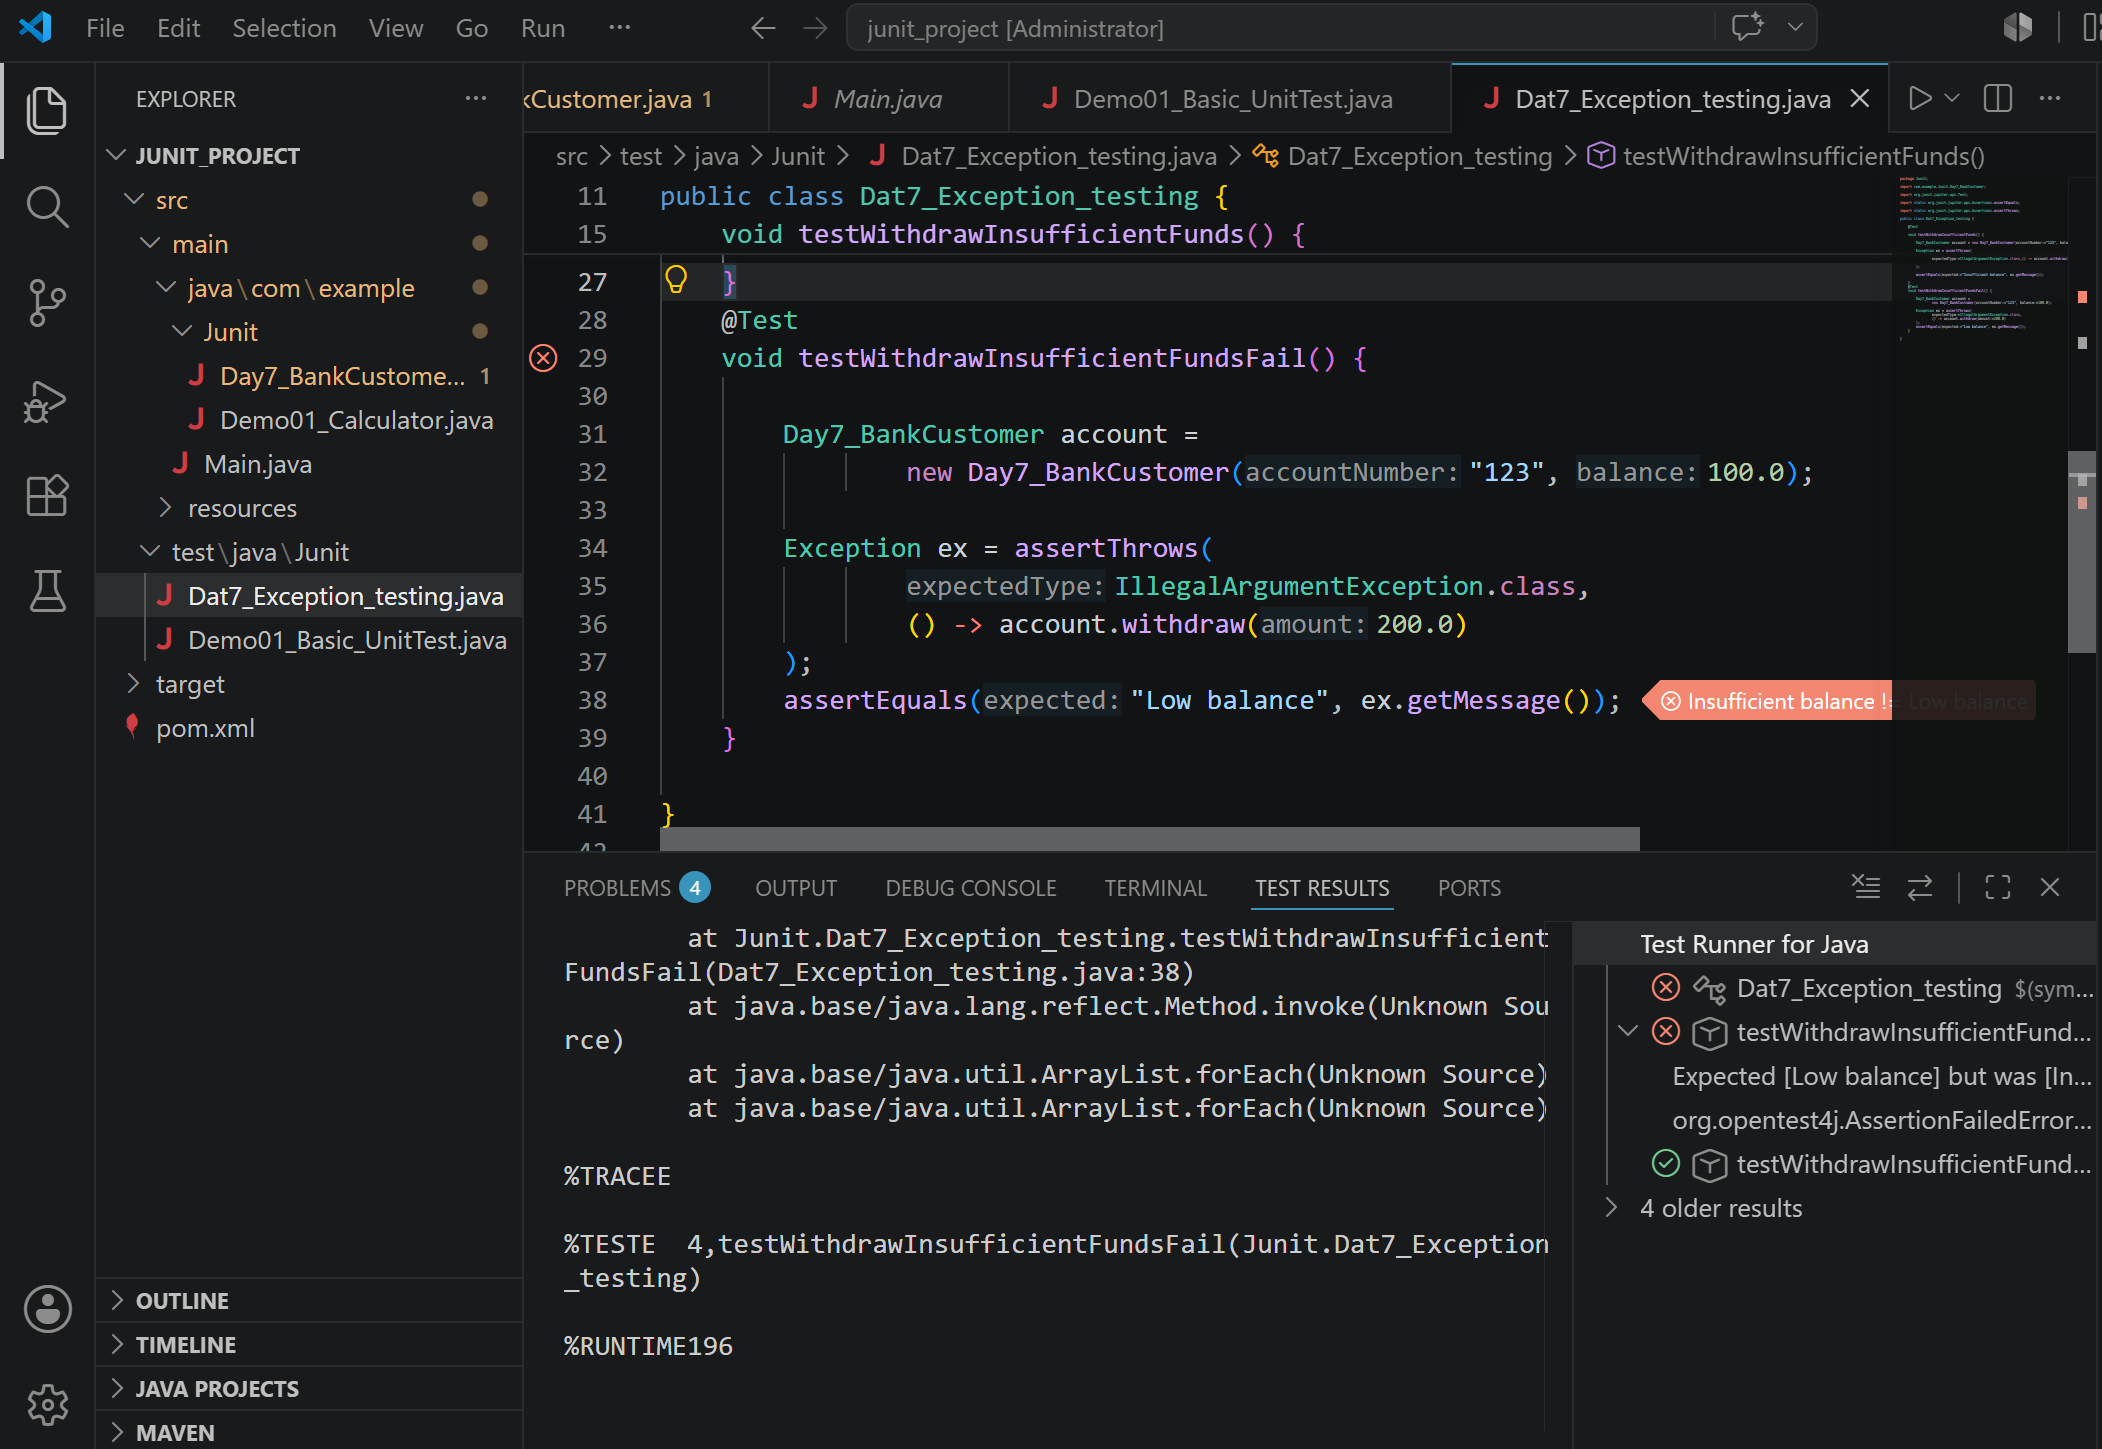 File Edit Selection View Go Run ···
junit_project [Administrator]
EXPLORER
JUNIT_PROJECT
src
main
java\com\example
Junit
Day7_BankCustome... 1
Demo01_Calculator.java
Main.java
resources
test\java\Junit
Dat7_Exception_testing.java
Demo01_Basic_UnitTest.java
target
pom.xml
OUTLINE
TIMELINE
JAVA PROJECTS
MAVEN
kCustomer.java 1
Main.java
Demo01_Basic_UnitTest.java
Dat7_Exception_testing.java
src > test > java > Junit > Dat7_Exception_testing.java > Dat7_Exception_testing > testWithdrawInsufficientFunds()
11 public class Dat7_Exception_testing {
15 void testWithdrawInsufficientFunds() {
27 }
28 @Test
29 void testWithdrawInsufficientFundsFail() {
30
31 Day7_BankCustomer account =
32 new Day7_BankCustomer(accountNumber: "123", balance: 100.0);
33
34 Exception ex = assertThrows(
35 expectedType: IllegalArgumentException.class,
36 () -> account.withdraw(amount: 200.0)
37 );
38 assertEquals(expected: "Low balance", ex.getMessage()); Insufficient balance != Low balance
39 }
40
41 }
42
PROBLEMS 4 OUTPUT DEBUG CONSOLE TERMINAL TEST RESULTS PORTS
at Junit.Dat7_Exception_testing.testWithdrawInsufficient
FundsFail(Dat7_Exception_testing.java:38)
at java.base/java.lang.reflect.Method.invoke(Unknown Sou
rce)
at java.base/java.util.ArrayList.forEach(Unknown Source)
at java.base/java.util.ArrayList.forEach(Unknown Source)
%TRACEE
%TESTE 4,testWithdrawInsufficientFundsFail(Junit.Dat7_Exception
_testing)
%RUNTIME196
Test Runner for Java
Dat7_Exception_testing $(sym...
testWithdrawInsufficientFund...
Expected [Low balance] but was [In...
org.opentest4j.AssertionFailedError...
testWithdrawInsufficientFund...
4 older results